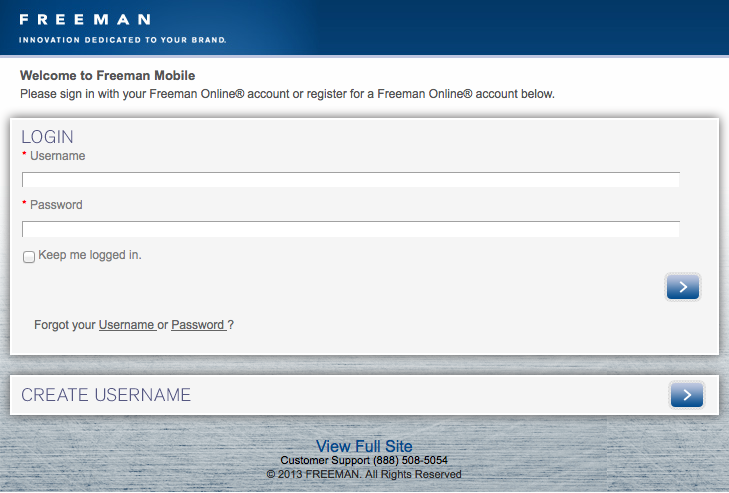 FREEMAN
INNOVATION DEDICATED TO YOUR BRAND.
Welcome to Freeman Mobile
Please sign in with your Freeman Online® account or register for a Freeman Online® account below.
LOGIN
* Username
* Password
Keep me logged in.
Forgot your Username or Password ?
CREATE USERNAME
View Full Site
Customer Support (888) 508-5054
© 2013 FREEMAN. All Rights Reserved